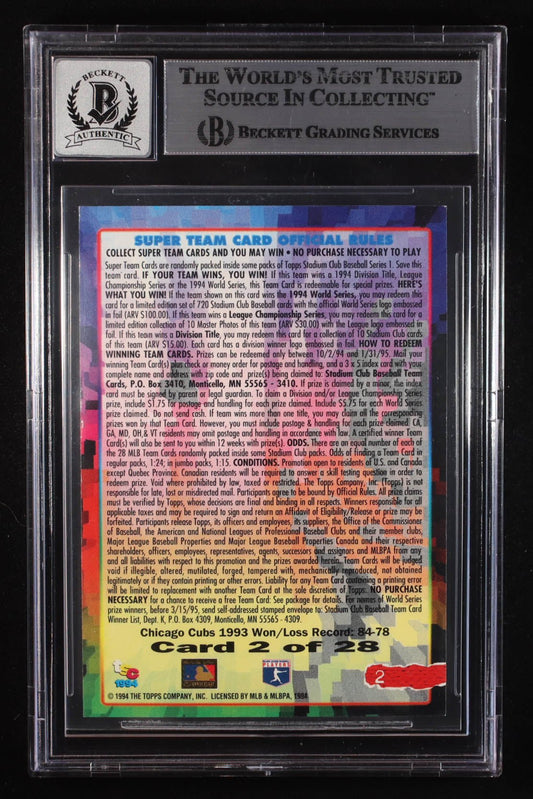 BECKETT
B
AUTHENTIC
THE WORLD'S MOST TRUSTED
SOURCE IN COLLECTING™
B BECKETT GRADING SERVICES
SUPER TEAM CARD OFFICIAL RULES
COLLECT SUPER TEAM CARDS AND YOU MAY WIN • NO PURCHASE NECESSARY TO PLAY
Super Team Cards are randomly packed inside some packs of Topps Stadium Club Baseball Series 1. Save this
team card. IF YOUR TEAM WINS, YOU WIN! If this team wins a 1994 Division Title, League
Championship Series or the 1994 World Series, this Team Card is redeemable for special prizes. HERE'S
WHAT YOU WIN! If the team shown on this card wins the 1994 World Series, you may redeem this
card for a limited edition set of 720 Stadium Club Baseball cards with the official World Series logo embossed
in foil (ARV $100.00). If this team wins a League Championship Series, you may redeem this card for a
limited edition collection of 10 Master Photos of this team (ARV $30.00) with the League logo embossed in
foil. If this team wins a Division Title, you may redeem this card for a collection of 10 Stadium Club cards
of this team (ARV $15.00). Each card has a division winner embossed in foil. HOW TO REDEEM
WINNING TEAM CARDS. Prizes can be redeemed only between 10/2/94 and 1/31/95. Mail your
winning Team Card(s) plus check or money order for postage and handling, and a 3 x 5 index card with your
complete name and address with zip code and prize(s) being claimed to: Stadium Club Baseball Team
Cards, P.O. Box 3410, Monticello, MN 55565 - 3410. If prize is claimed by a minor, the index
card must be signed by parent or legal guardian. To claim a Division and/or League Championship Series
prize, include $1.75 for postage and handling for each prize claimed. Include $5.75 for each World Series
prize claimed. Do not send cash. If team wins more than one title, you may claim all the corresponding
prizes won by that Team Card. However, you must include postage & handling for each prize claimed. CA,
GA, MD, OH, & VT residents may omit postage and handling in accordance with law. A certified winner Team
Card(s) will also be sent to you within 12 weeks with prize(s). ODDS. There are an equal number of each of
the 28 MLB Team Cards randomly packed inside some Stadium Club packs. Odds of finding a Team Card in
regular packs, 1:24; in jumbo packs, 1:15. CONDITIONS. Promotion open to residents of U.S. and Canada
except Quebec Province. Canadian residents will be required to answer a skill testing question in order to
redeem prize. Void where prohibited by law, taxed or restricted. The Topps Company, Inc. (Topps) is not
responsible for late, lost or misdirected mail. Participants agree to be bound by Official Rules. All prize claims
must be verified by Topps, whose decisions are final and binding in all respects. Winners responsible for all
applicable taxes and may be required to sign and return an Affidavit of Eligibility/Release or prize may be
forfeited. Participants release Topps, its officers and employees, its suppliers, the Office of the Commissioner
of Baseball, the American and National Leagues of Professional Baseball Clubs and their member clubs,
Major League Baseball Properties and Major League Baseball Properties Canada and their respective
shareholders, officers, employees, representatives, agents, successors and assignors and MLBPA from any
and all liabilities with respect to this promotion and the prizes awarded herein. Team Cards will be judged
void if illegible, altered, mutilated, forged, tampered with, mechanically reproduced, not obtained
legitimately or if they contain printing or other errors. Liability for any Team Card containing a printing error
will be limited to replacement with another Team Card at the sole discretion of Topps. NO PURCHASE
NECESSARY for a chance to receive a free Team Card: See package for details. For names of World Series
prize winners, before 3/15/95, send self-addressed stamped envelope to: Stadium Club Baseball Team Card
Winner List, Dept. K, P.O. Box 4309, Monticello, MN 55565 - 4309.
Chicago Cubs 1993 Won/Loss Record: 84-78
Card 2 of 28
2
1994
PLAYERS
© 1994 THE TOPPS COMPANY, INC. LICENSED BY MLB & MLBPA, 1994